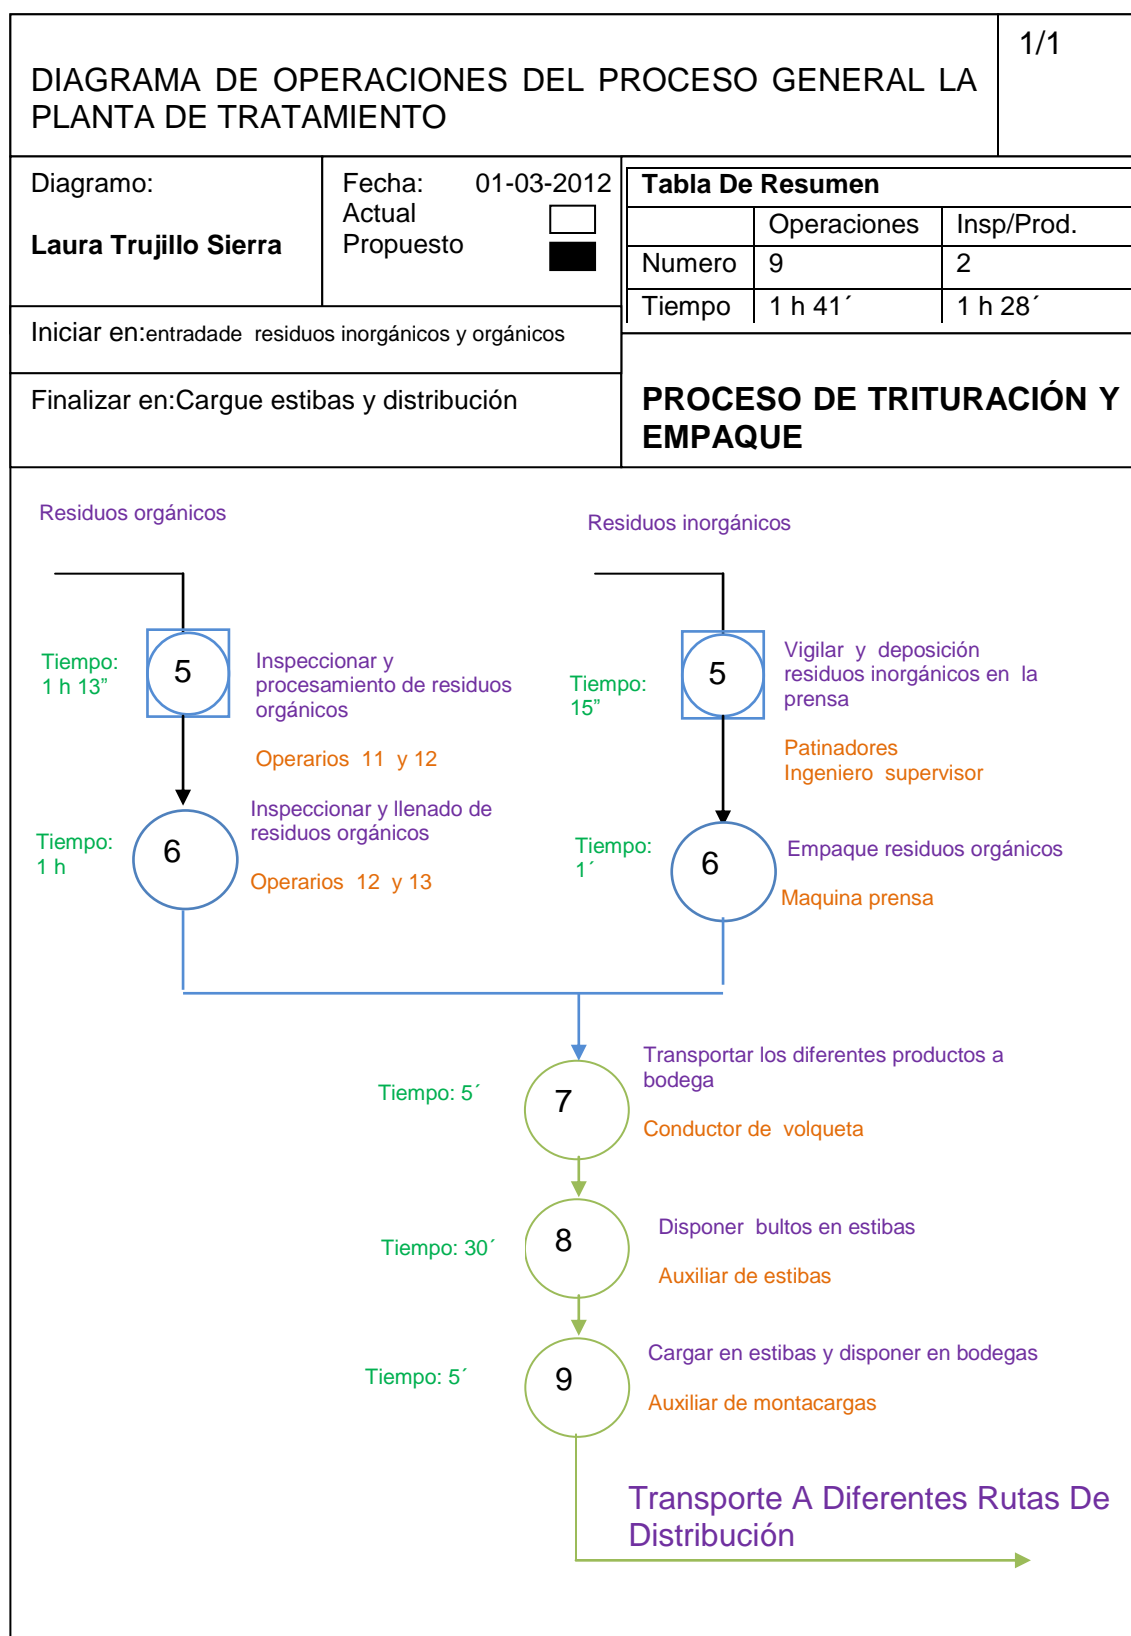 1/1
DIAGRAMA DE OPERACIONES DEL PROCESO GENERAL LA
PLANTA DE TRATAMIENTO
Diagramo:
Laura Trujillo Sierra
Fecha: 01-03-2012
Actual
Propuesto
Tabla De Resumen
Operaciones Insp/Prod.
Numero 9 2
Tiempo 1 h 41´ 1 h 28´
Iniciar en:entradade residuos inorgánicos y orgánicos
Finalizar en:Cargue estibas y distribución
PROCESO DE TRITURACIÓN Y
EMPAQUE
Residuos orgánicos
Residuos inorgánicos
Tiempo:
1 h 13”
5
Inspeccionar y
procesamiento de residuos
orgánicos
Operarios 11 y 12
Tiempo:
15”
5
Vigilar y deposición
residuos inorgánicos en la
prensa
Patinadores
Ingeniero supervisor
Tiempo:
1 h
6
Inspeccionar y llenado de
residuos orgánicos
Operarios 12 y 13
Tiempo:
1´
6
Empaque residuos orgánicos
Maquina prensa
Tiempo: 5´
7
Transportar los diferentes productos a
bodega
Conductor de volqueta
Tiempo: 30´
8
Disponer bultos en estibas
Auxiliar de estibas
Tiempo: 5´
9
Cargar en estibas y disponer en bodegas
Auxiliar de montacargas
Transporte A Diferentes Rutas De
Distribución